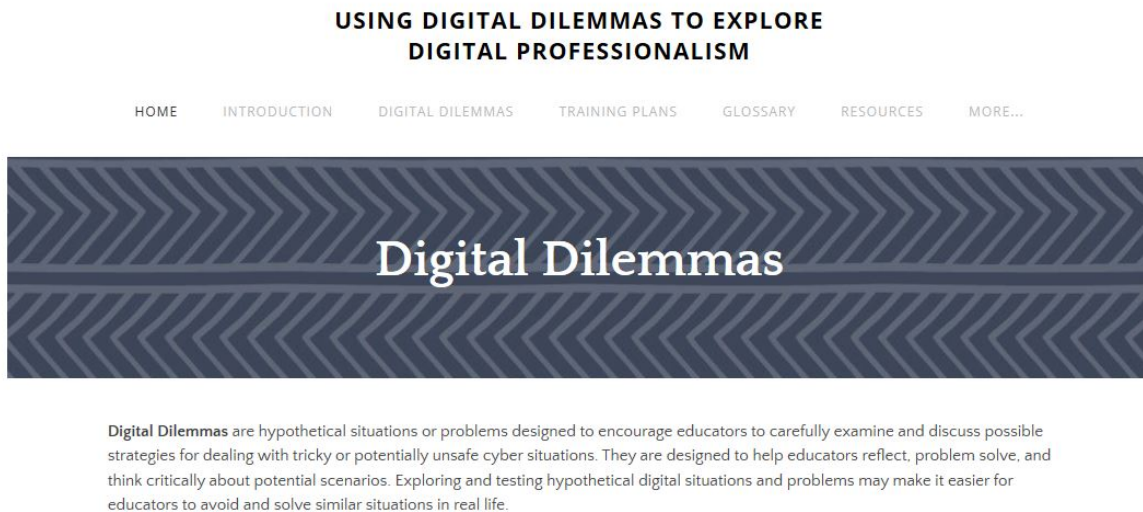 USING DIGITAL DILEMMAS TO EXPLORE
DIGITAL PROFESSIONALISM
HOME INTRODUCTION DIGITAL DILEMMAS TRAINING PLANS GLOSSARY RESOURCES MORE...
Digital Dilemmas
Digital Dilemmas are hypothetical situations or problems designed to encourage educators to carefully examine and discuss possible
strategies for dealing with tricky or potentially unsafe cyber situations. They are designed to help educators reflect, problem solve, and
think critically about potential scenarios. Exploring and testing hypothetical digital situations and problems may make it easier for
educators to avoid and solve similar situations in real life.